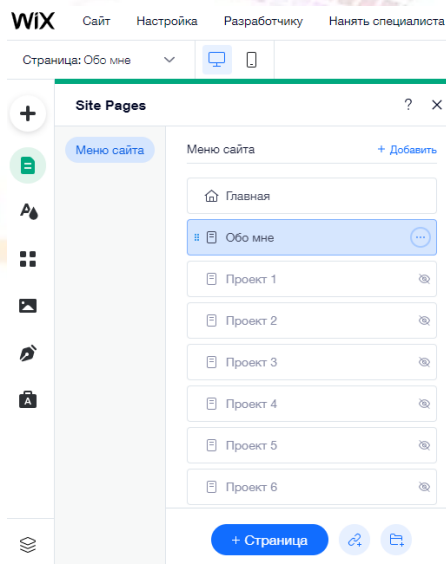 WiX Сайт Настройка Разработчику Нанять специалиста
Страница: Обо мне
Site Pages ? ×
Меню сайта
Меню сайта + Добавить
Главная
Обо мне
Проект 1
Проект 2
Проект 3
Проект 4
Проект 5
Проект 6
+ Страница